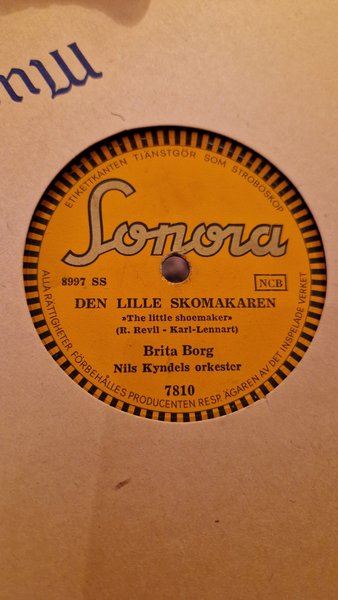 ETIKETTKANTEN TJÄNSTGÖR SOM STROBOSKOP
Sonora
8997 SS
NCB
DEN LILLE SKOMAKAREN
»The little shoemaker»
(R. Revil - Karl-Lennart)
Brita Borg
Nils Kyndels orkester
7810
ALLA RÄTTIGHETER FÖRBEHÅLLES PRODUCENTEN RESP. ÄGAREN AV DET INSPELADE VERKET